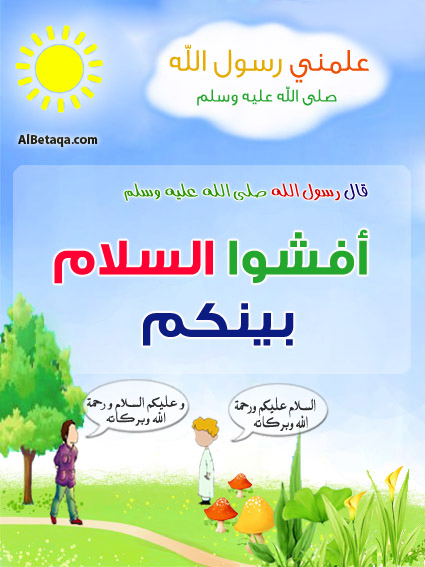 علمني رسول الله
صلى الله عليه وسلم
AlBetaqa.com
قال رسول الله صلى الله عليه وسلم
أفشوا السلام
بينكم
السلام عليكم ورحمة
الله وبركاته
وعليكم السلام ورحمة
الله وبركاته